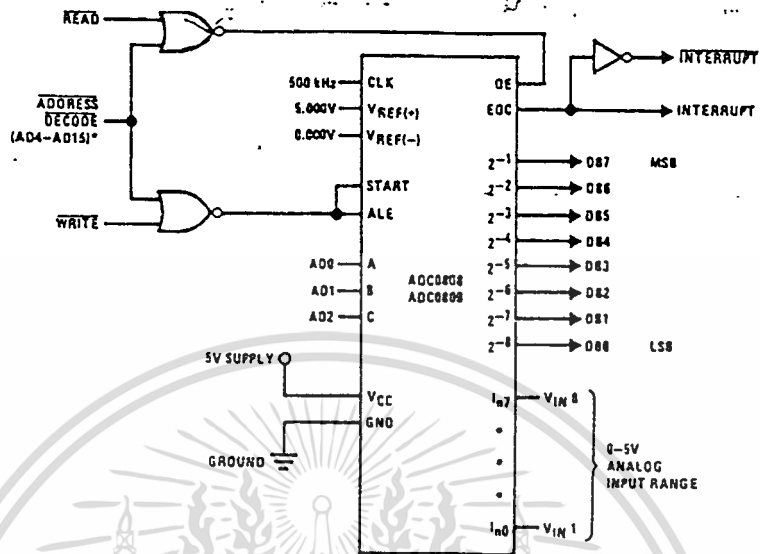 READ
ADDRESS
DECODE
(AD4–AD15)*
WRITE
500 kHz
5.000V
0.000V
CLK
VREF(+)
VREF(−)
START
ALE
AD0
AD1
AD2
A
B
C
5V SUPPLY
VCC
GND
GROUND
ADC0808
ADC0809
OE
EOC
INTERRUPT
INTERRUPT
2−1 DB7 MSB
2−2 DB6
2−3 DB5
2−4 DB4
2−5 DB3
2−6 DB2
2−7 DB1
2−8 DB0 LSB
In7 VIN 8
In0 VIN 1
0–5V
ANALOG
INPUT RANGE